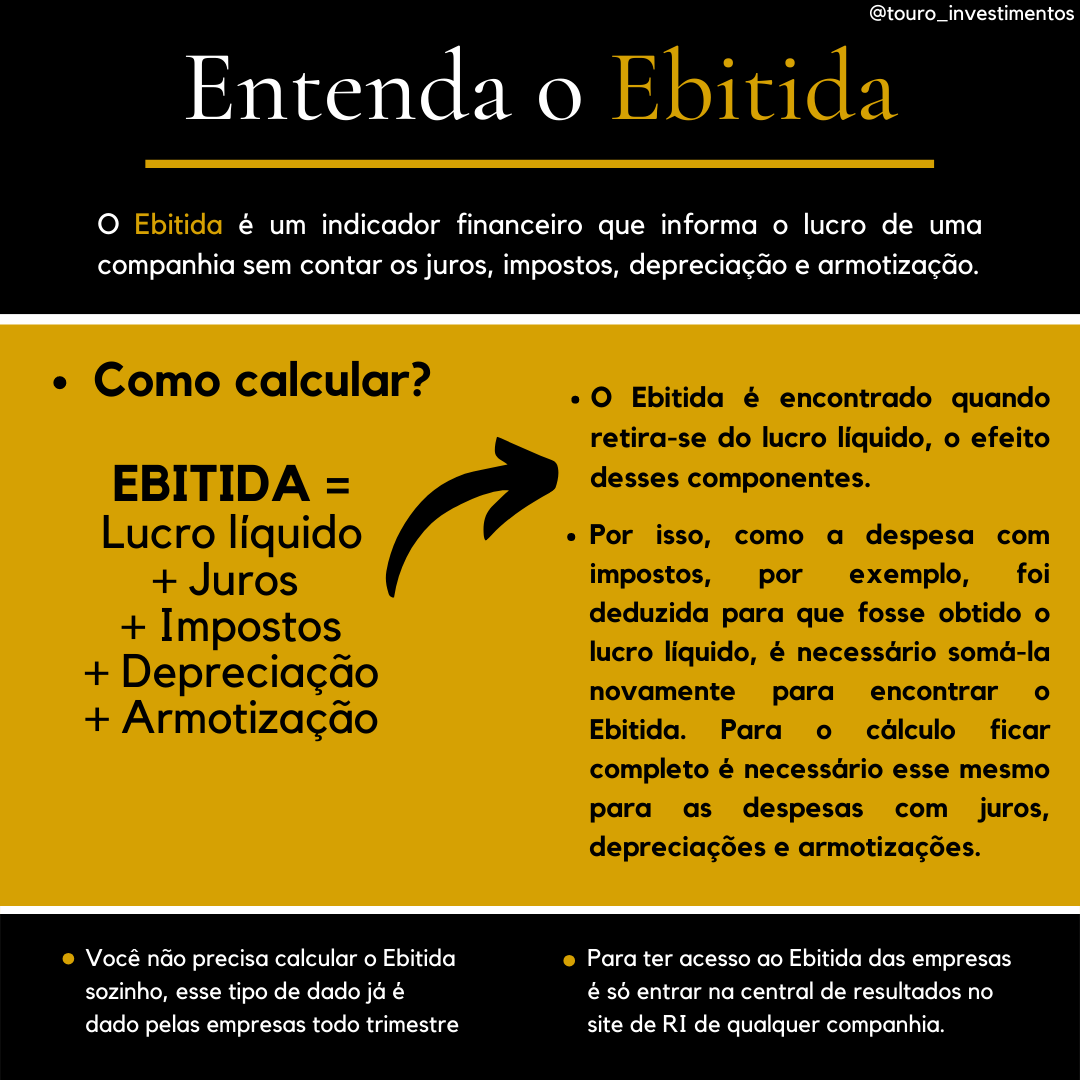 @touro_investimentos
Entenda o Ebitida
O Ebitida é um indicador financeiro que informa o lucro de uma
companhia sem contar os juros, impostos, depreciação e armotização.
• Como calcular?
EBITIDA =
Lucro líquido
+ Juros
+ Impostos
+ Depreciação
+ Armotização
• O Ebitida é encontrado quando
retira-se do lucro líquido, o efeito
desses componentes.
• Por isso, como a despesa com
impostos, por exemplo, foi
deduzida para que fosse obtido o
lucro líquido, é necessário somá-la
novamente para encontrar o
Ebitida. Para o cálculo ficar
completo é necessário esse mesmo
para as despesas com juros,
depreciações e armotizações.
• Você não precisa calcular o Ebitida
sozinho, esse tipo de dado já é
dado pelas empresas todo trimestre
• Para ter acesso ao Ebitida das empresas
é só entrar na central de resultados no
site de RI de qualquer companhia.